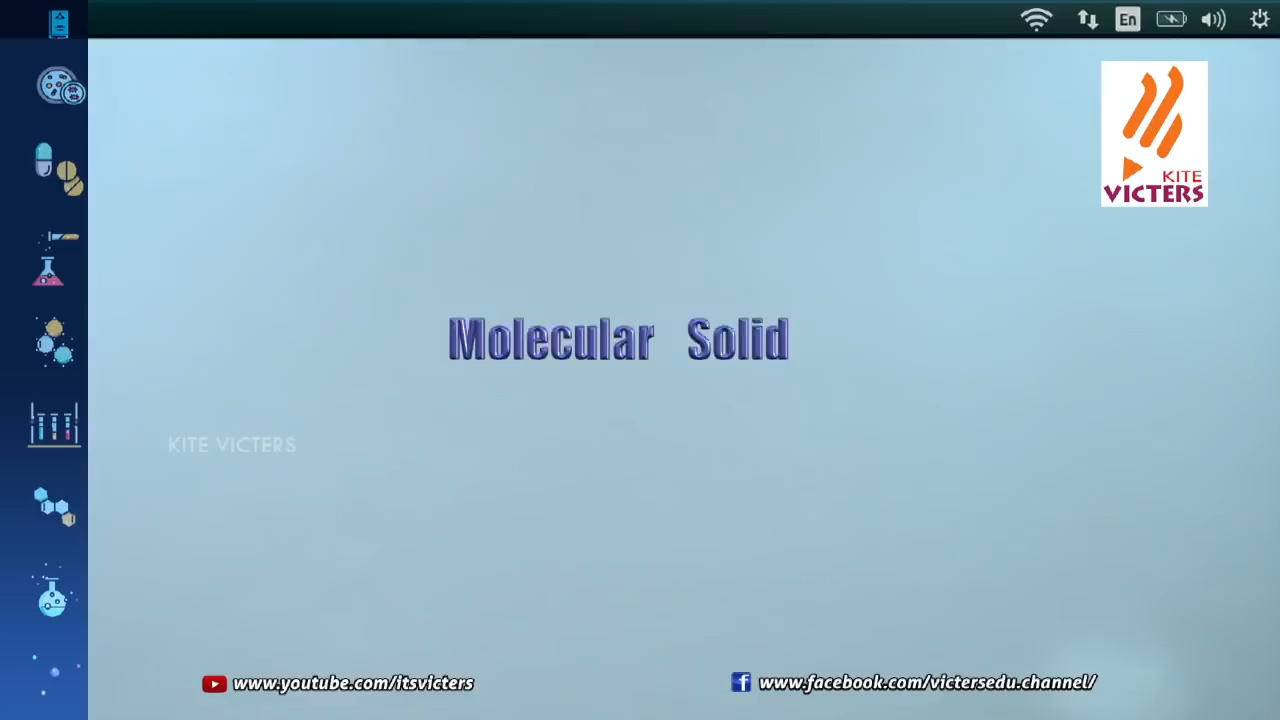 En
KITE
VICTERS
Molecular Solid
KITE VICTERS
www.youtube.com/itsvicters
www.facebook.com/victersedu.channel/